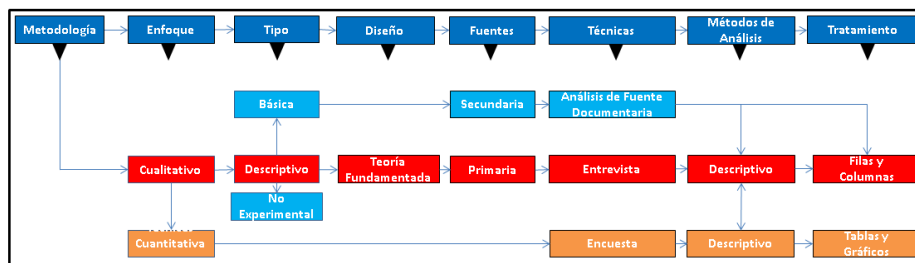 Metodología
Enfoque
Tipo
Diseño
Fuentes
Técnicas
Métodos de
Análisis
Tratamiento
Básica
Secundaria
Análisis de Fuente
Documentaria
Cualitativo
Descriptivo
Teoría
Fundamentada
Primaria
Entrevista
Descriptivo
Filas y
Columnas
No
Experimental
Cuantitativa
Encuesta
Descriptivo
Tablas y
Gráficos